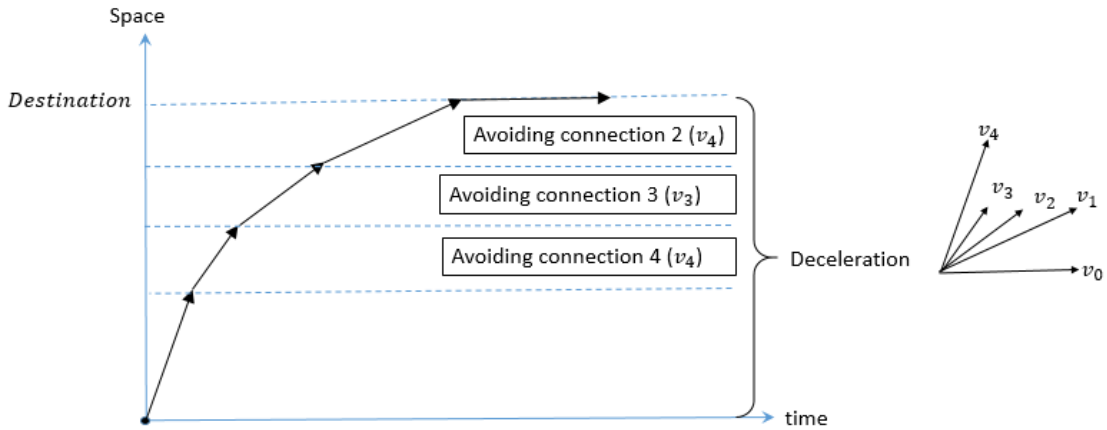 Space
Destination
Avoiding connection 2 (v₄)
Avoiding connection 3 (v₃)
Avoiding connection 4 (v₄)
Deceleration
time
v₄
v₃
v₂
v₁
v₀